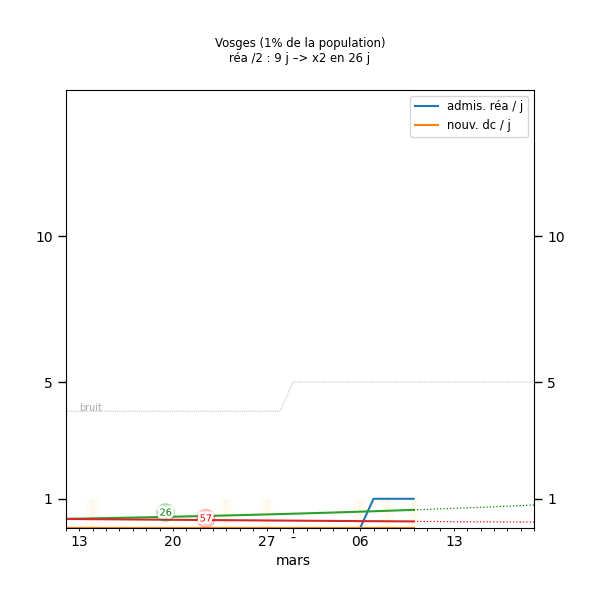 Vosges (1% de la population)
réa /2 : 9 j –> x2 en 26 j
admis. réa / j
nouv. dc / j
10 10
5 5
bruit
1 1
26
57
13 20 27 - 06 13
mars